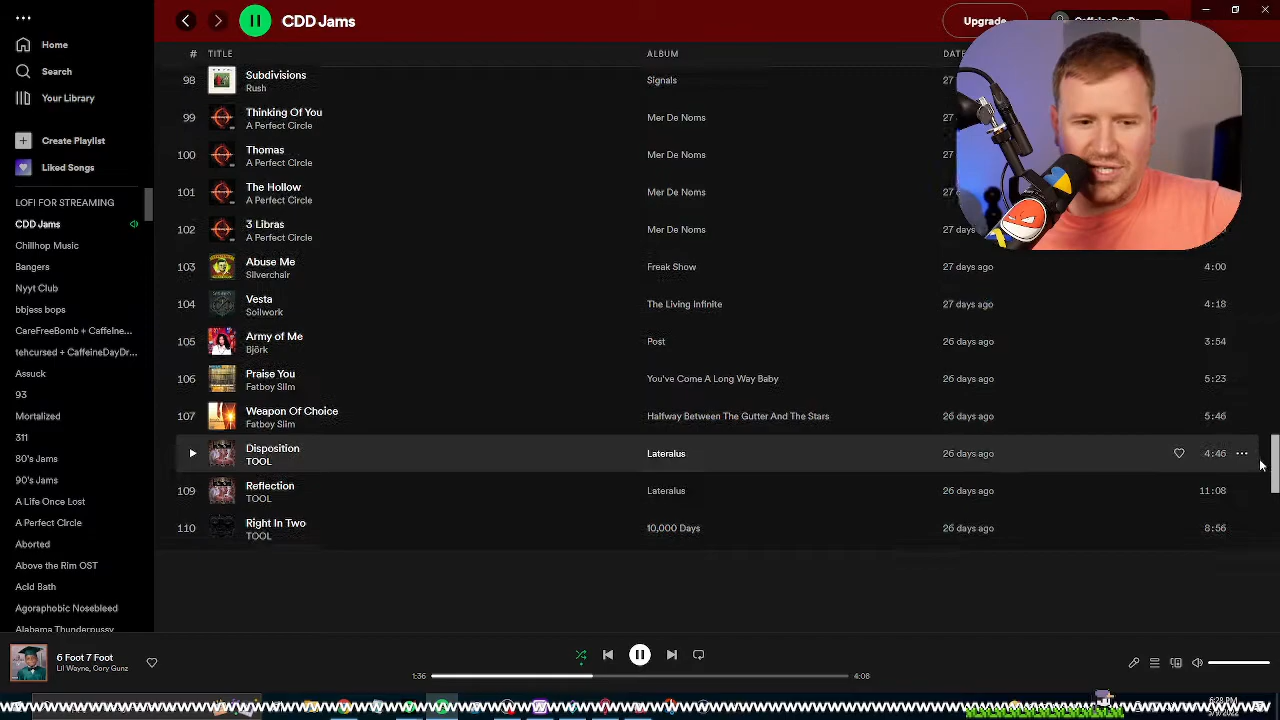 CDD Jams
Upgrade
# TITLE ALBUM
98 Subdivisions Signals
Rush
99 Thinking Of You Mer De Noms
A Perfect Circle
100 Thomas Mer De Noms
A Perfect Circle
101 The Hollow Mer De Noms
A Perfect Circle
102 3 Libras Mer De Noms 27 days ago
A Perfect Circle
103 Abuse Me Freak Show 27 days ago 4:00
Silverchair
104 Vesta The Living Infinite 27 days ago 4:18
Soilwork
105 Army of Me Post 26 days ago 3:54
Björk
106 Praise You You've Come A Long Way Baby 26 days ago 5:23
Fatboy Slim
107 Weapon Of Choice Halfway Between The Gutter And The Stars 26 days ago 5:46
Fatboy Slim
Disposition Lateralus 26 days ago 4:46
TOOL
109 Reflection Lateralus 26 days ago 11:08
TOOL
110 Right In Two 10,000 Days 26 days ago 8:56
TOOL
Home
Search
Your Library
Create Playlist
Liked Songs
LOFI FOR STREAMING
CDD Jams
Chillhop Music
Bangers
Nyyt Club
bbjess bops
CareFreeBomb + Caffeine...
tehcursed + CaffeineDayDr...
Assuck
93
Mortalized
311
80's Jams
90's Jams
A Life Once Lost
A Perfect Circle
Aborted
Above the Rim OST
Acid Bath
Agoraphobic Nosebleed
Alabama Thunderpussy
6 Foot 7 Foot
Lil Wayne, Cory Gunz
1:36 4:08